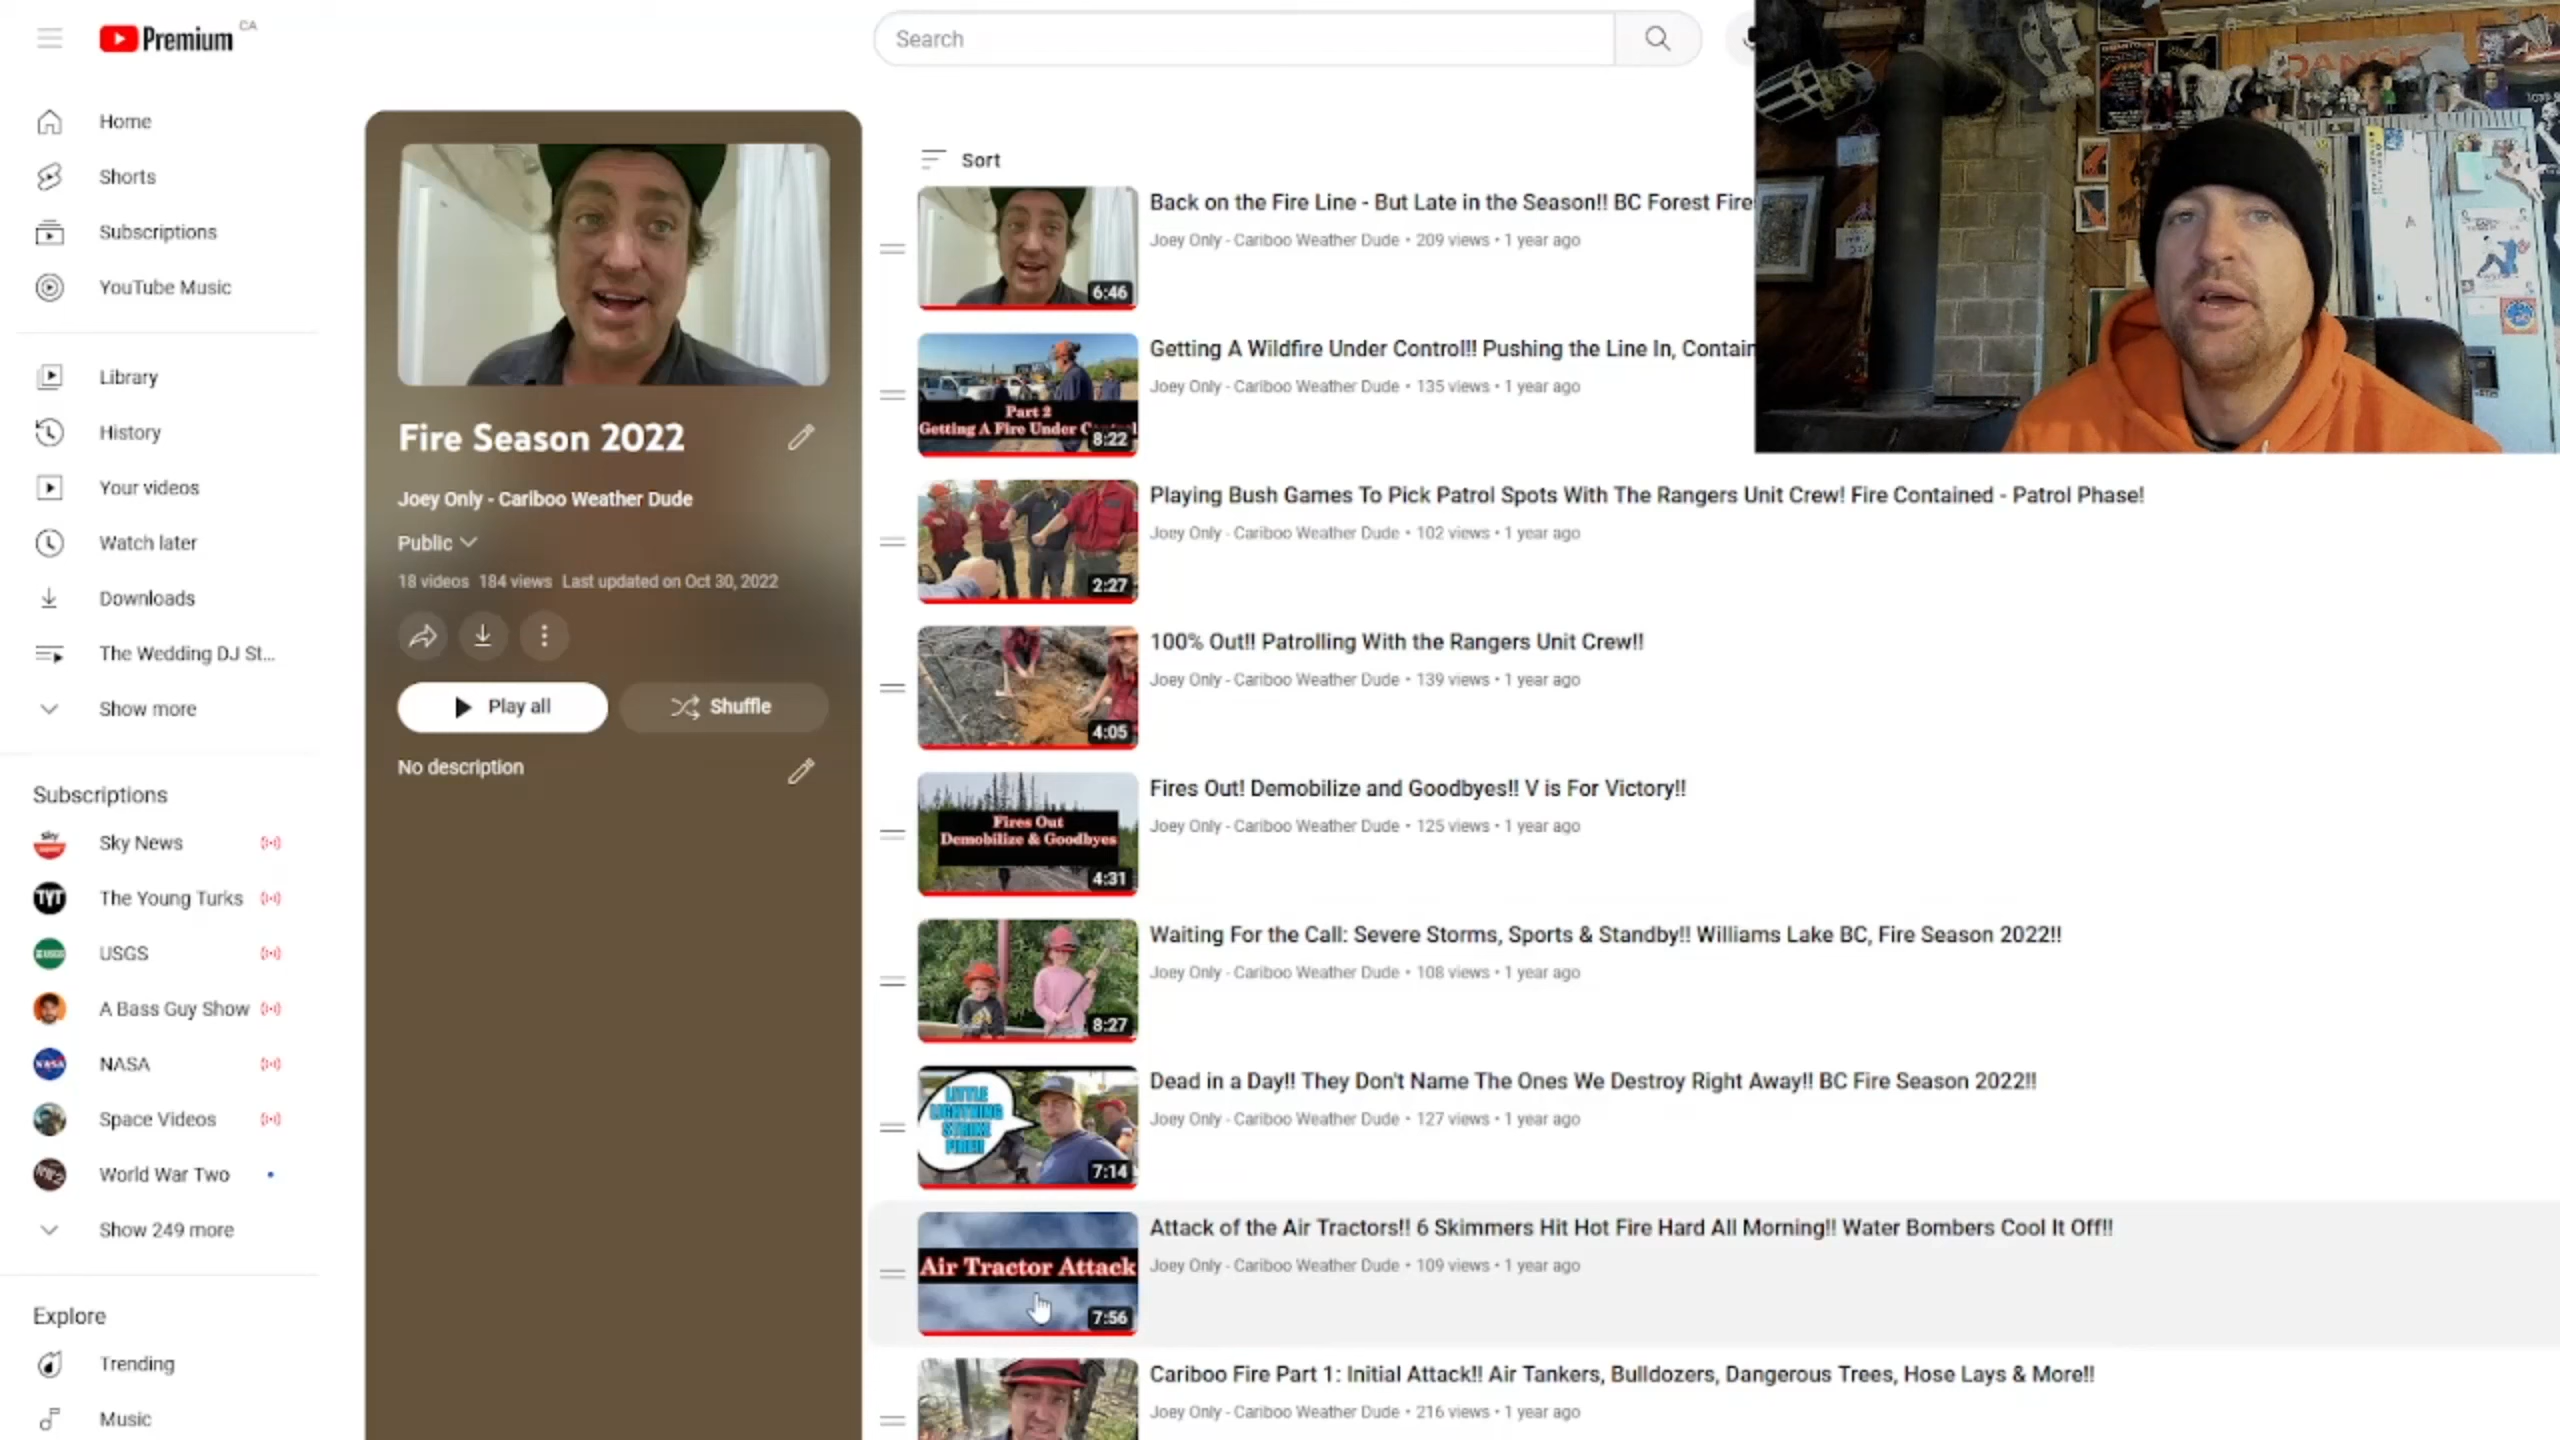 Premium CA
Search
Home
Shorts
Subscriptions
YouTube Music
Library
History
Your videos
Watch later
Downloads
The Wedding DJ St...
Show more
Subscriptions
Sky News
The Young Turks
USGS
A Bass Guy Show
NASA
Space Videos
World War Two
Show 249 more
Explore
Trending
Music
Fire Season 2022
Joey Only - Cariboo Weather Dude
Public
18 videos 184 views Last updated on Oct 30, 2022
Play all
Shuffle
No description
Sort
6:46
Back on the Fire Line - But Late in the Season!! BC Forest Fire
Joey Only - Cariboo Weather Dude • 209 views • 1 year ago
Part 2
Getting A Fire Under
8:22
Getting A Wildfire Under Control!!! Pushing the Line In, Contain
Joey Only - Cariboo Weather Dude • 135 views • 1 year ago
2:27
Playing Bush Games To Pick Patrol Spots With The Rangers Unit Crew! Fire Contained - Patrol Phase!
Joey Only - Cariboo Weather Dude • 102 views • 1 year ago
4:05
100% Out!! Patrolling With the Rangers Unit Crew!!
Joey Only - Cariboo Weather Dude • 139 views • 1 year ago
Fires Out
Demobilize & Goodbyes
4:31
Fires Out! Demobilize and Goodbyes!! V is For Victory!!
Joey Only - Cariboo Weather Dude • 125 views • 1 year ago
8:27
Waiting For the Call: Severe Storms, Sports & Standby!! Williams Lake BC, Fire Season 2022!!
Joey Only - Cariboo Weather Dude • 108 views • 1 year ago
LITTLE
LIGHTNING
STRIKE
FIRE!!
7:14
Dead in a Day!! They Don't Name The Ones We Destroy Right Away!! BC Fire Season 2022!!
Joey Only - Cariboo Weather Dude • 127 views • 1 year ago
Air Tractor Attack
7:56
Attack of the Air Tractors!! 6 Skimmers Hit Hot Fire Hard All Morning!! Water Bombers Cool It Off!!
Joey Only - Cariboo Weather Dude • 109 views • 1 year ago
Cariboo Fire Part 1: Initial Attack!! Air Tankers, Bulldozers, Dangerous Trees, Hose Lays & More!!
Joey Only - Cariboo Weather Dude • 216 views • 1 year ago